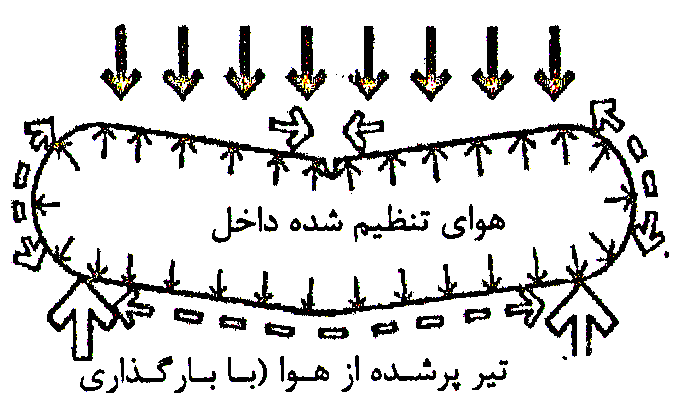 هوای تنظیم شده داخل
تیر پرشده از هوا (با بارگذاری